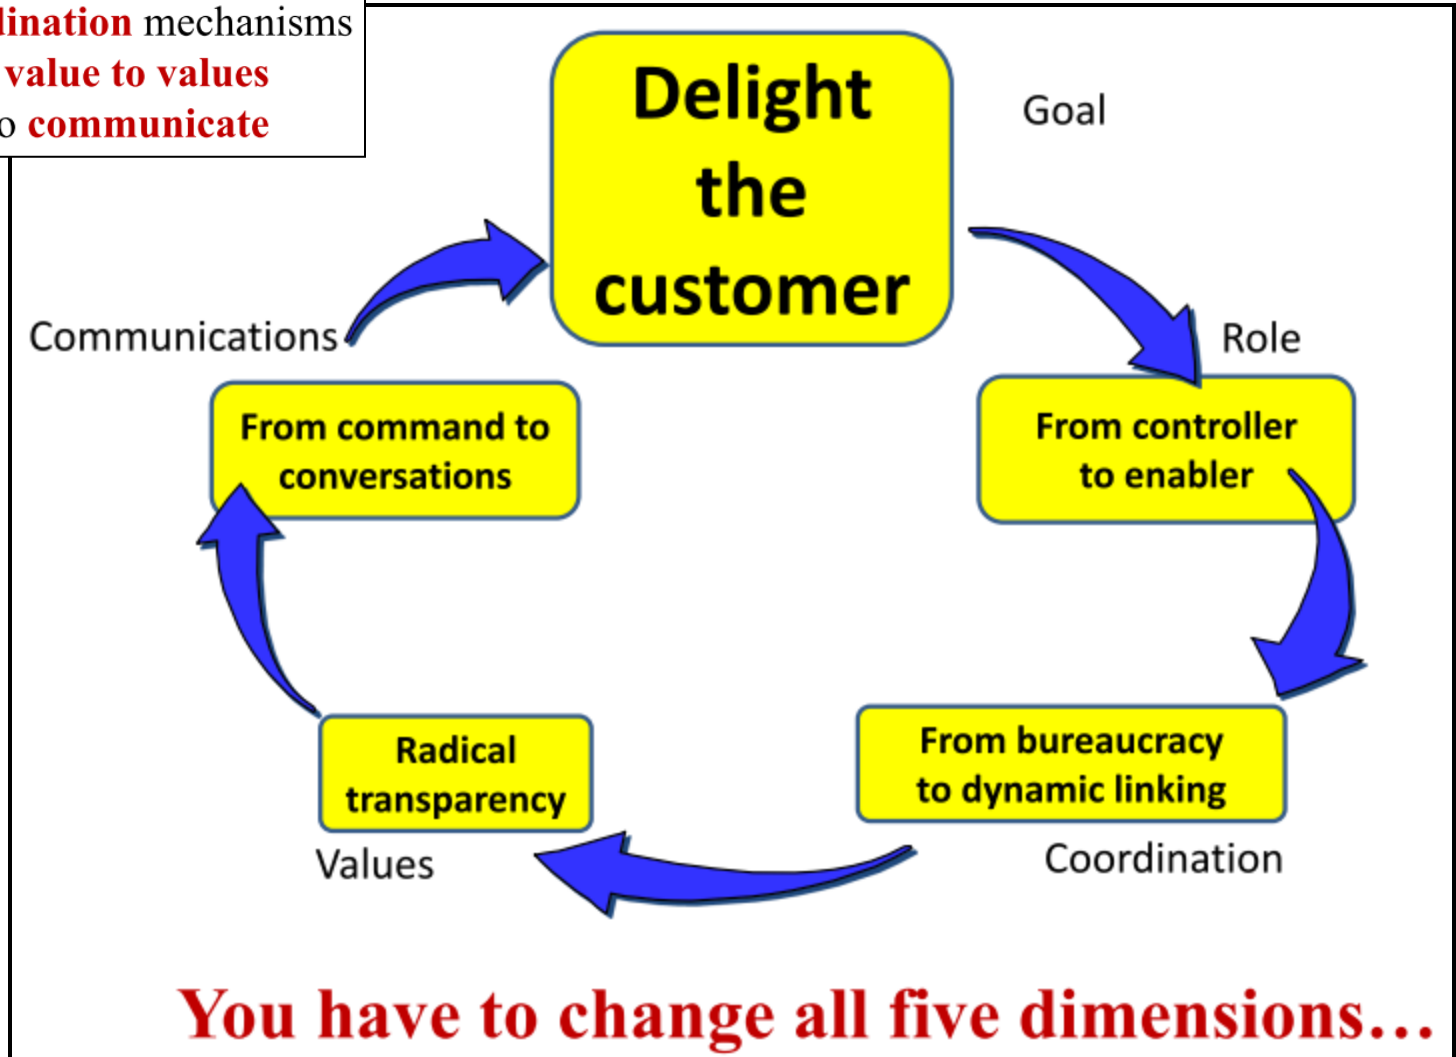 dination mechanisms
value to values
o communicate
Delight
the
customer
Goal
Communications
Role
From command to
conversations
From controller
to enabler
Radical
transparency
Values
From bureaucracy
to dynamic linking
Coordination
You have to change all five dimensions…